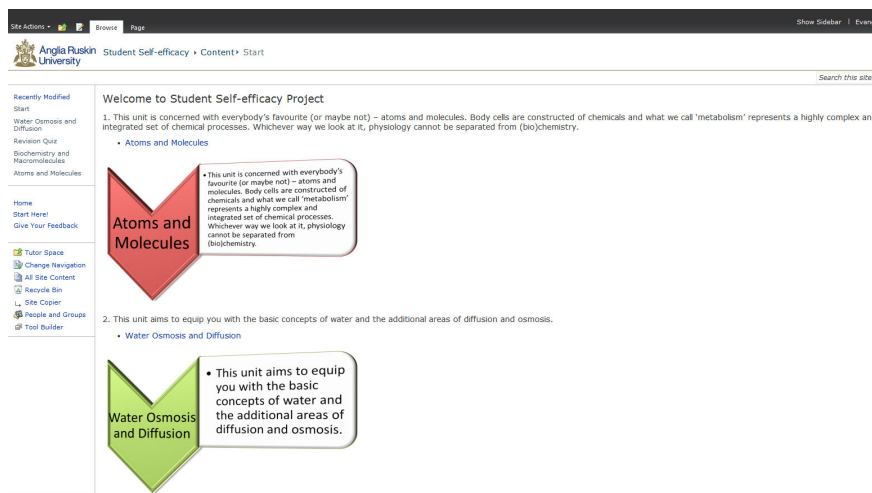 Show Sidebar | Evan
Site Actions Browse Page
Anglia Ruskin
University
Student Self-efficacy Content Start
Search this site
Recently Modified
Start
Water Osmosis and
Diffusion
Revision Quiz
Biochemistry and
Macromolecules
Atoms and Molecules
Home
Start Here!
Give Your Feedback
Tutor Space
Change Navigation
All Site Content
Recycle Bin
Site Copier
People and Groups
Tool Builder
Welcome to Student Self-efficacy Project
1. This unit is concerned with everybody's favourite (or maybe not) – atoms and molecules. Body cells are constructed of chemicals and what we call 'metabolism' represents a highly complex an
integrated set of chemical processes. Whichever way we look at it, physiology cannot be separated from (bio)chemistry.
• Atoms and Molecules
Atoms and
Molecules
• This unit is concerned with everybody's
favourite (or maybe not) – atoms and
molecules. Body cells are constructed of
chemicals and what we call 'metabolism'
represents a highly complex and
integrated set of chemical processes.
Whichever way we look at it, physiology
cannot be separated from
(bio)chemistry.
2. This unit aims to equip you with the basic concepts of water and the additional areas of diffusion and osmosis.
• Water Osmosis and Diffusion
Water Osmosis
and Diffusion
• This unit aims to equip
you with the basic
concepts of water and
the additional areas of
diffusion and osmosis.